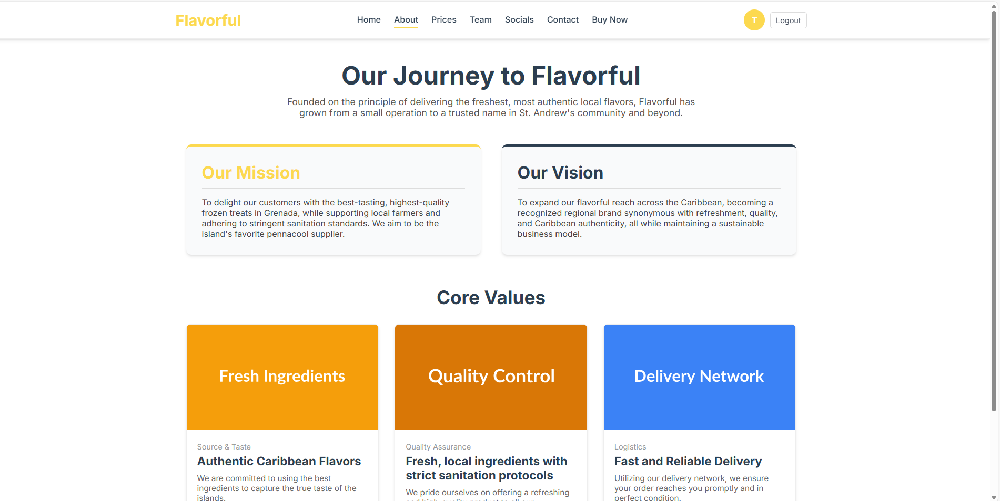 Flavorful
Home About Prices Team Socials Contact Buy Now
T Logout
Our Journey to Flavorful
Founded on the principle of delivering the freshest, most authentic local flavors, Flavorful has
grown from a small operation to a trusted name in St. Andrew's community and beyond.
Our Mission
To delight our customers with the best-tasting, highest-quality
frozen treats in Grenada, while supporting local farmers and
adhering to stringent sanitation standards. We aim to be the
island's favorite pennacool supplier.
Our Vision
To expand our flavorful reach across the Caribbean, becoming a
recognized regional brand synonymous with refreshment, quality,
and Caribbean authenticity, all while maintaining a sustainable
business model.
Core Values
Fresh Ingredients
Source & Taste
Authentic Caribbean Flavors
We are committed to using the best
ingredients to capture the true taste of the
islands.
Quality Control
Quality Assurance
Fresh, local ingredients with
strict sanitation protocols
We pride ourselves on offering a refreshing
Delivery Network
Logistics
Fast and Reliable Delivery
Utilizing our delivery network, we ensure
your order reaches you promptly and in
perfect condition.